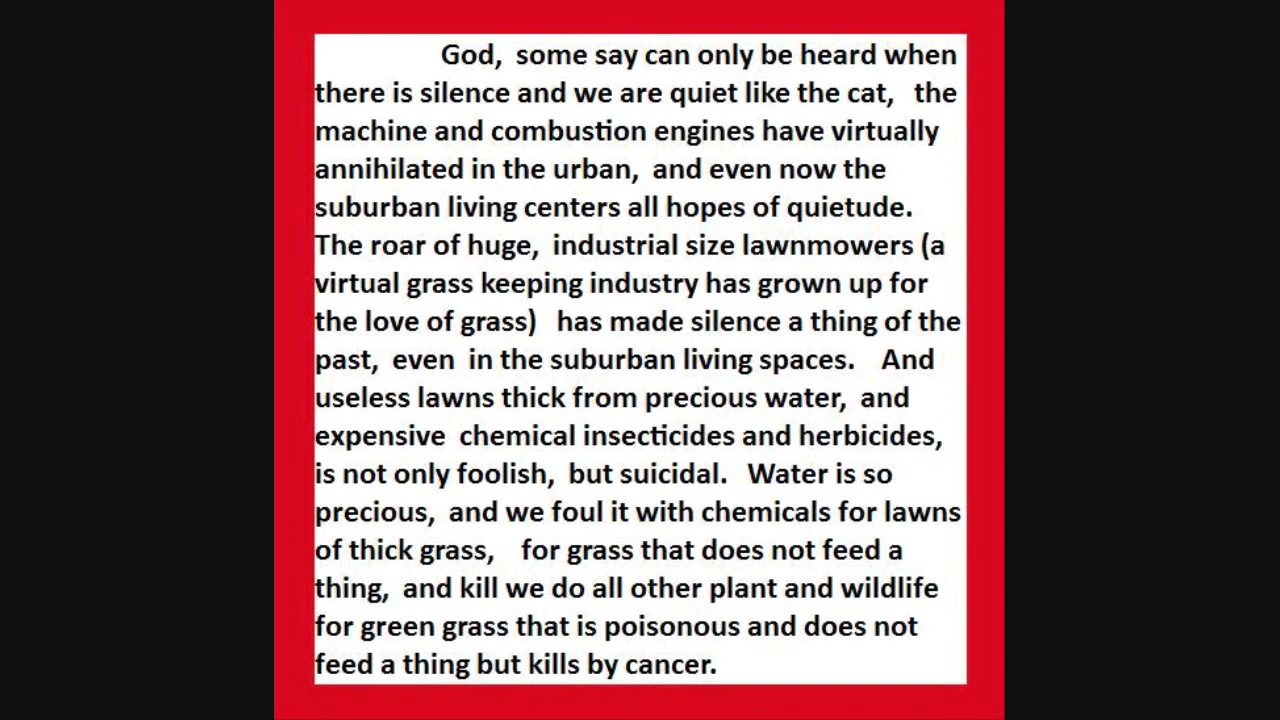 God, some say can only be heard when
there is silence and we are quiet like the cat, the
machine and combustion engines have virtually
annihilated in the urban, and even now the
suburban living centers all hopes of quietude.
The roar of huge, industrial size lawnmowers (a
virtual grass keeping industry has grown up for
the love of grass) has made silence a thing of the
past, even in the suburban living spaces. And
useless lawns thick from precious water, and
expensive chemical insecticides and herbicides,
is not only foolish, but suicidal. Water is so
precious, and we foul it with chemicals for lawns
of thick grass, for grass that does not feed a
thing, and kill we do all other plant and wildlife
for green grass that is poisonous and does not
feed a thing but kills by cancer.